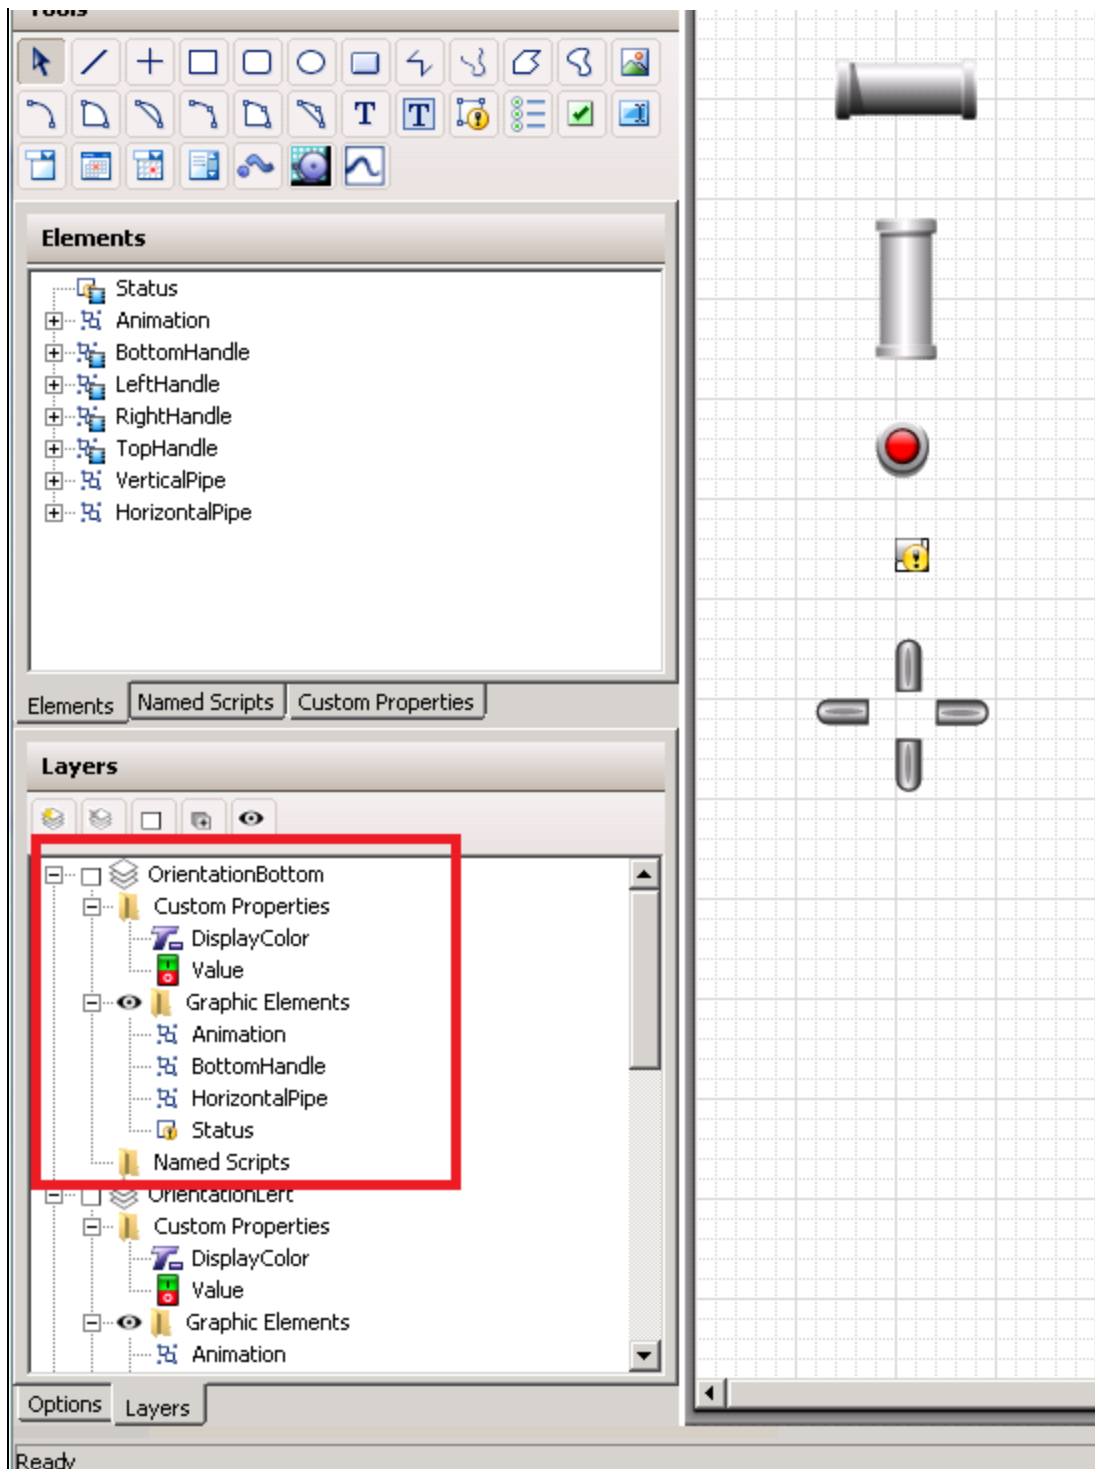 Tools
T
T
Elements
Status
Animation
BottomHandle
LeftHandle
RightHandle
TopHandle
VerticalPipe
HorizontalPipe
Elements Named Scripts Custom Properties
Layers
OrientationBottom
Custom Properties
DisplayColor
Value
Graphic Elements
Animation
BottomHandle
HorizontalPipe
Status
Named Scripts
OrientationLeft
Custom Properties
DisplayColor
Value
Graphic Elements
Animation
Options Layers
Ready